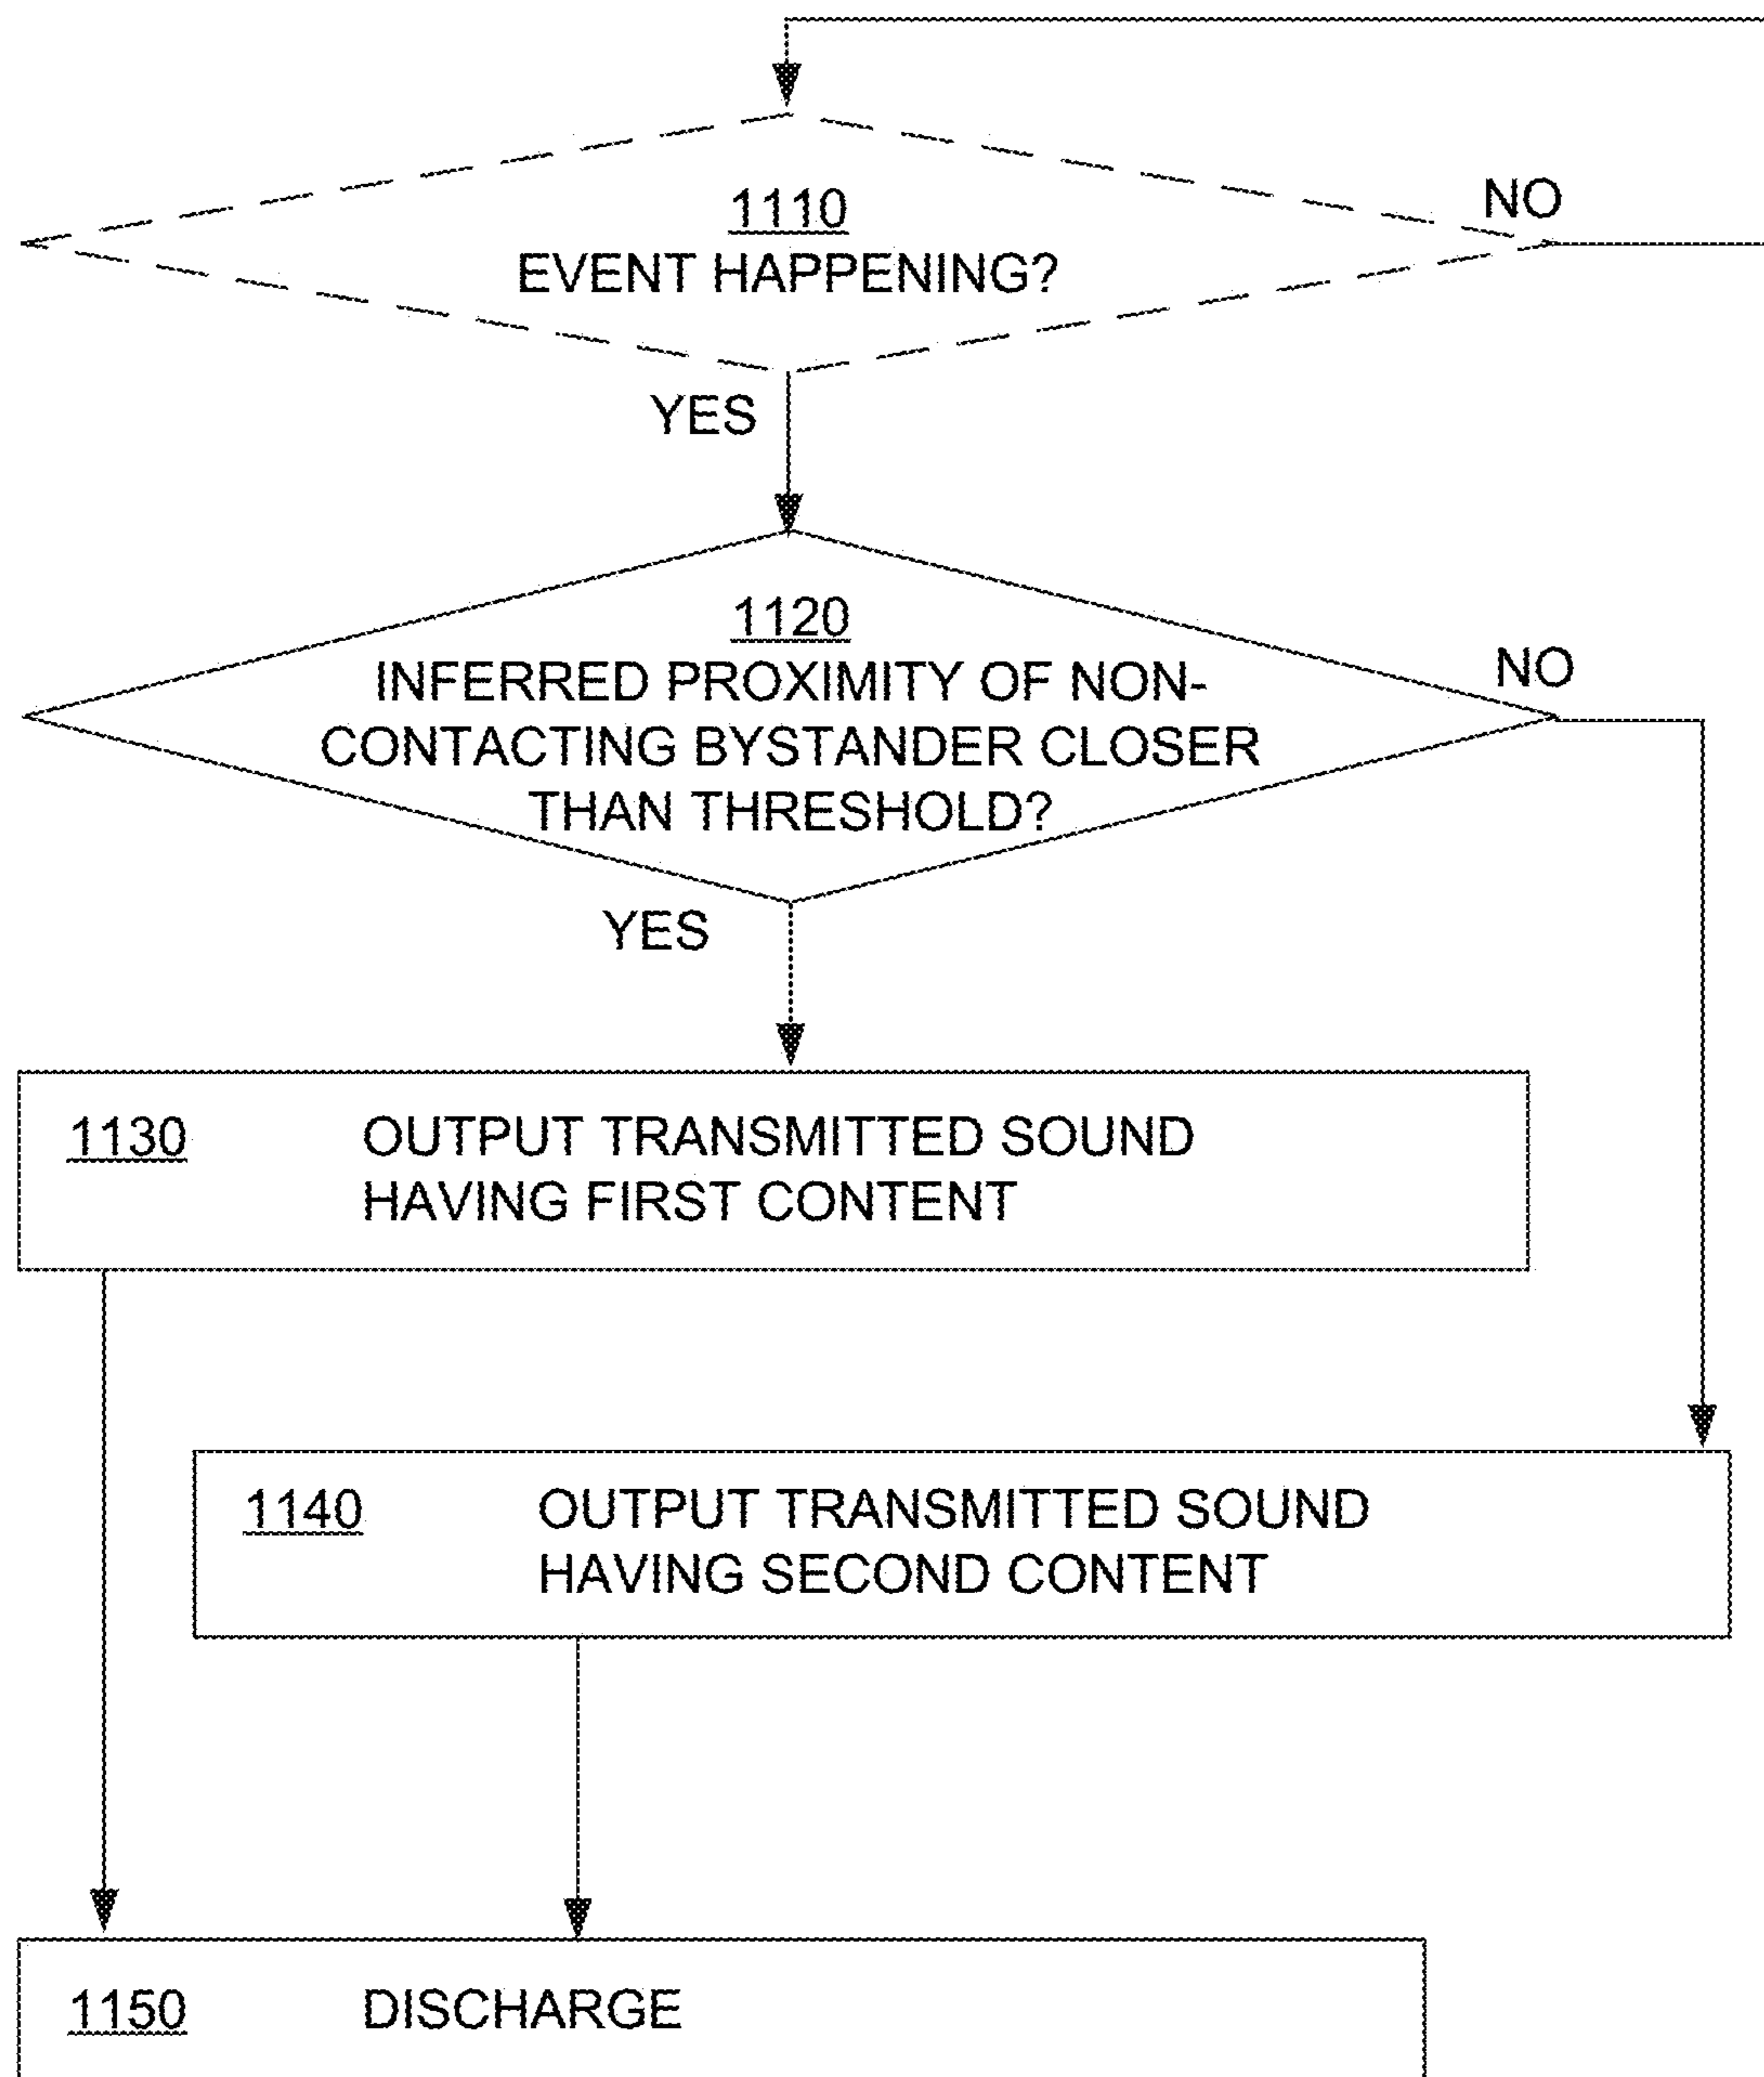 1110
EVENT HAPPENING?
NO
YES
1120
INFERRED PROXIMITY OF NON-
CONTACTING BYSTANDER CLOSER
THAN THRESHOLD?
NO
YES
1130 OUTPUT TRANSMITTED SOUND
HAVING FIRST CONTENT
1140 OUTPUT TRANSMITTED SOUND
HAVING SECOND CONTENT
1150 DISCHARGE